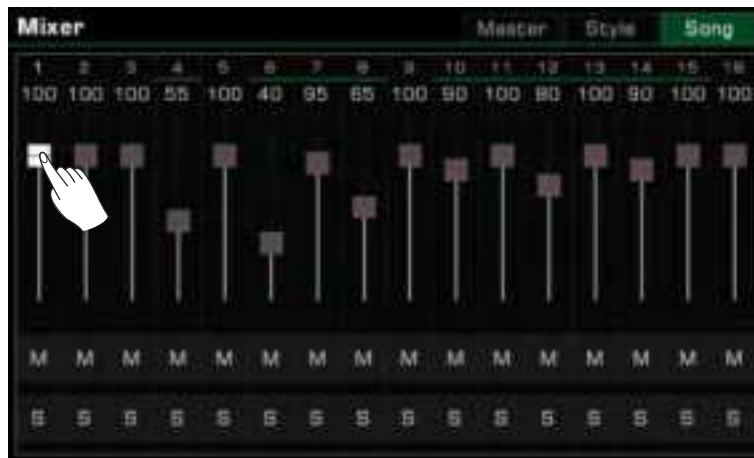 Mixer Master Style Song
1 2 3 4 5 6 7 8 9 10 11 12 13 14 15 16
100 100 100 55 100 40 95 65 100 90 100 80 100 90 100 100
M M M M M M M M M M M M M M M M
S S S S S S S S S S S S S S S S